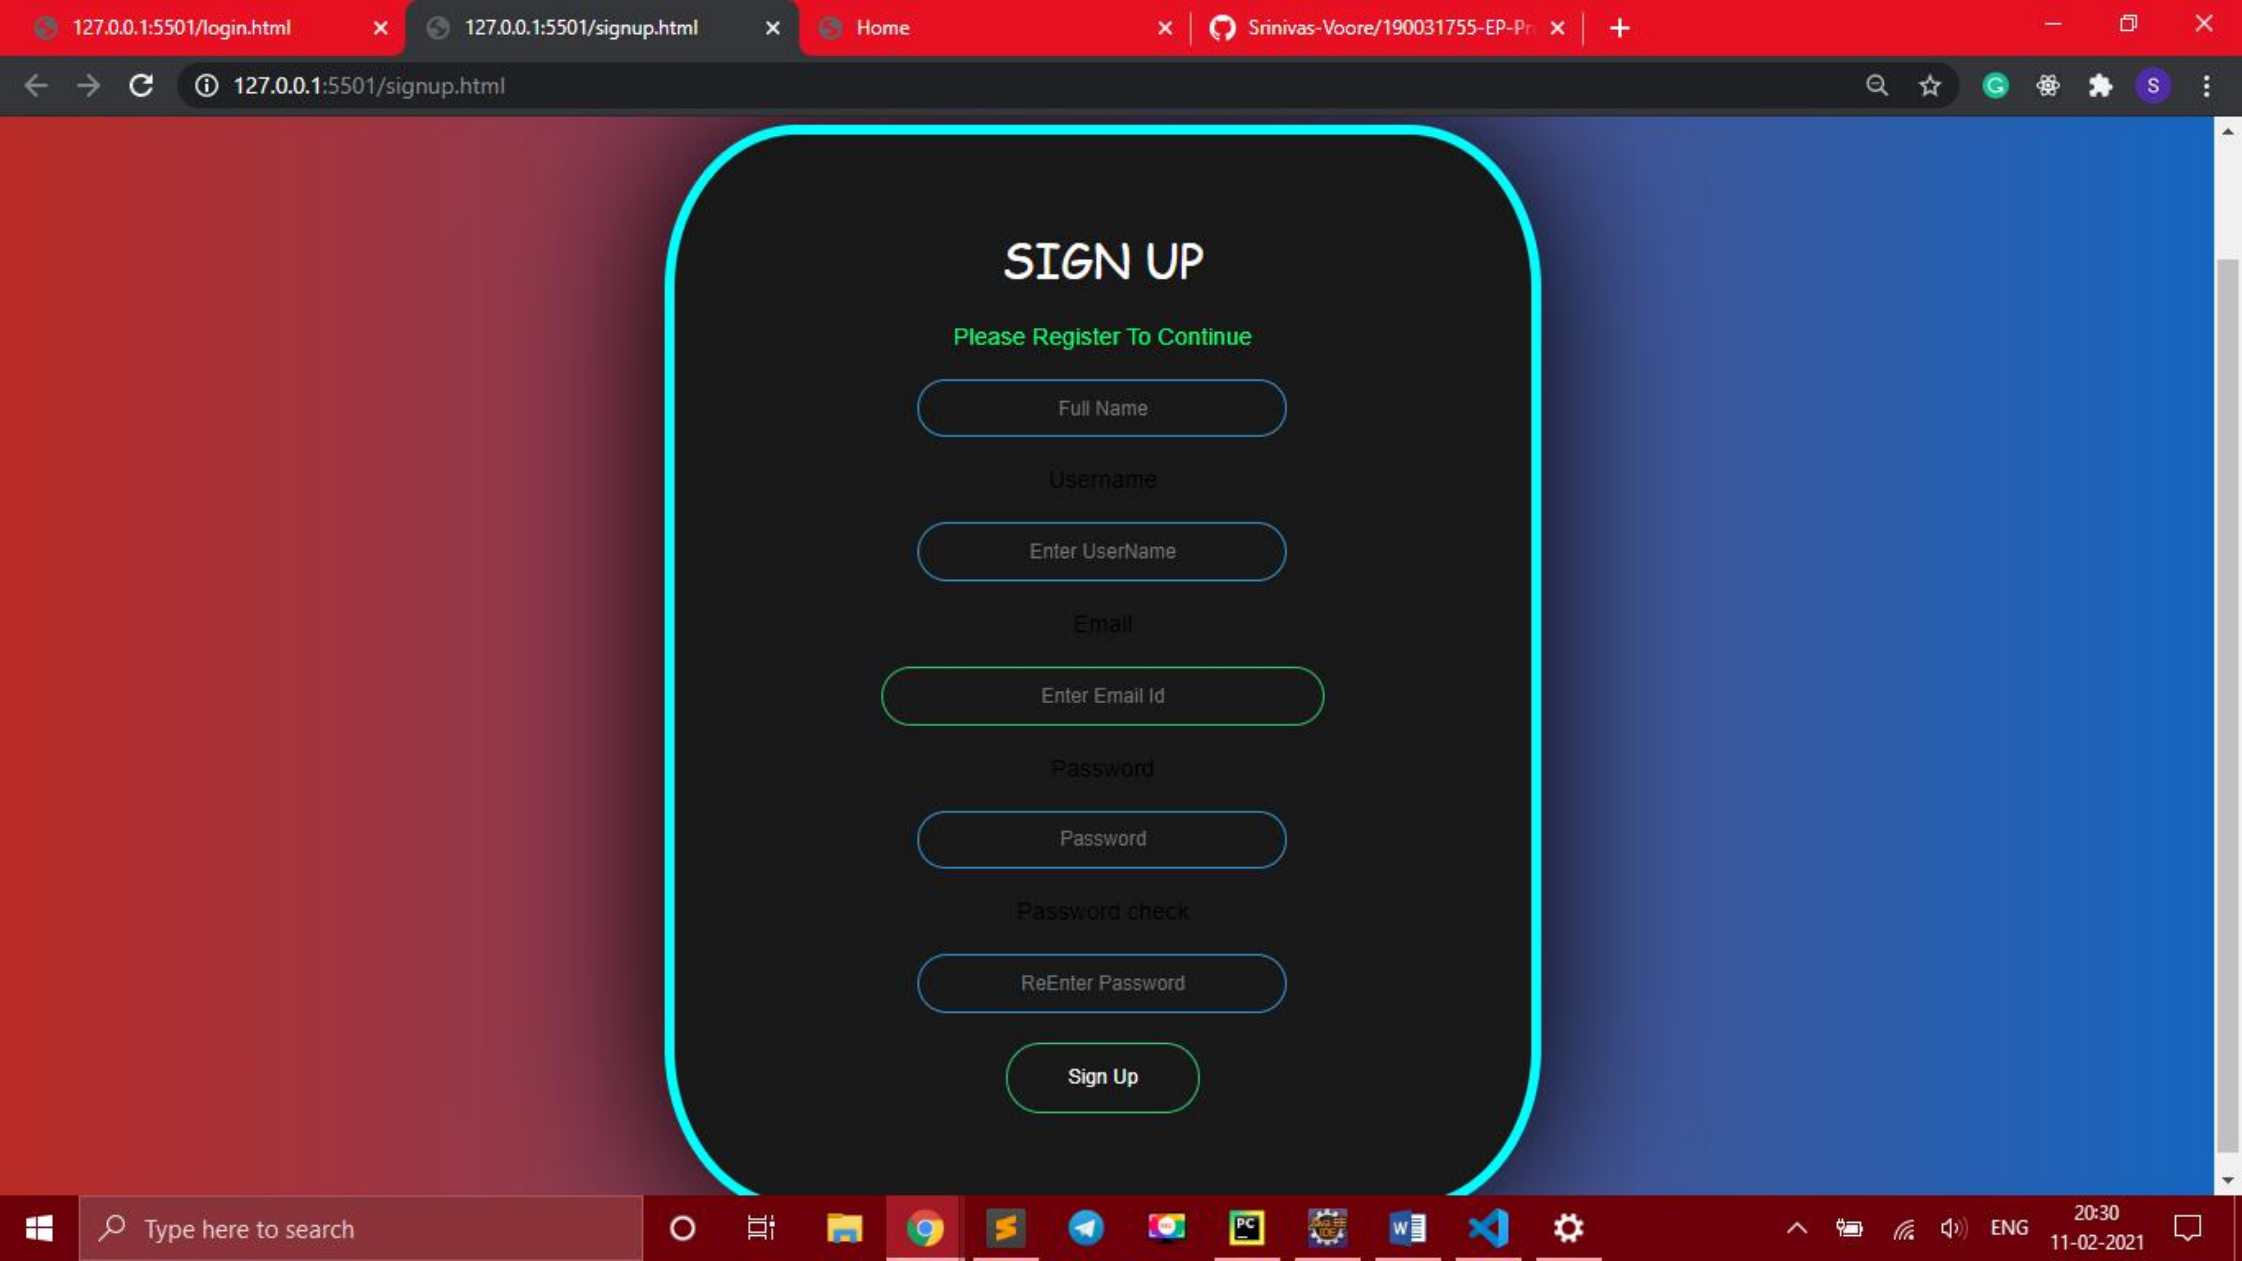 127.0.0.1:5501/login.html
127.0.0.1:5501/signup.html
Home
Srinivas-Voore/190031755-EP-Pr
127.0.0.1:5501/signup.html
G
S
SIGN UP
Please Register To Continue
Full Name
Username
Enter UserName
Email
Enter Email Id
Password
Password
Password check
ReEnter Password
Sign Up
Type here to search
PC
W
ENG
20:30
11-02-2021